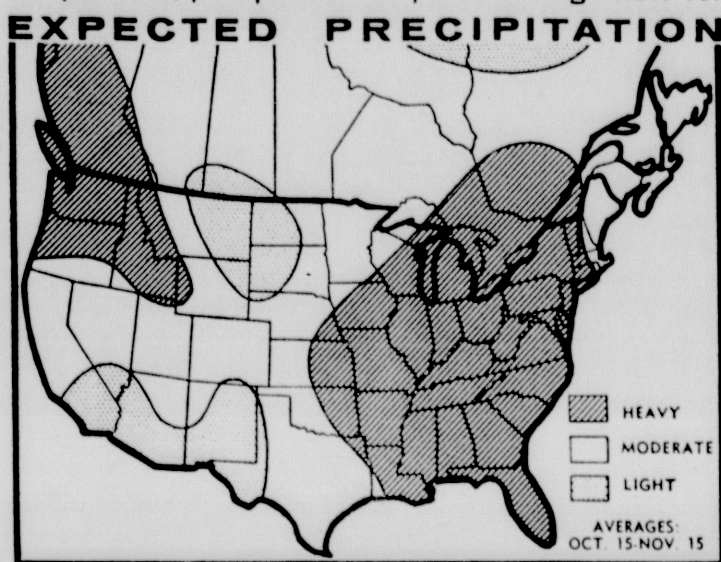 EXPECTED PRECIPITATION
HEAVY
MODERATE
LIGHT
AVERAGES:
OCT. 15-NOV. 15